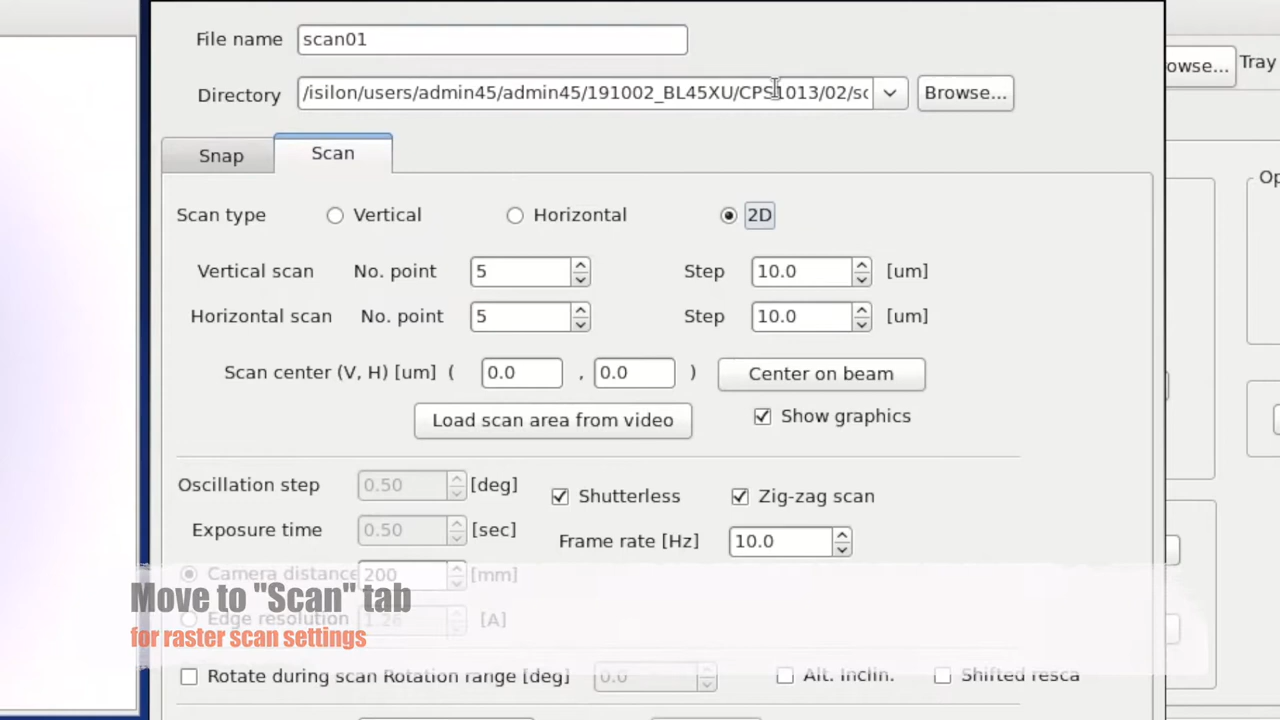 File name scan01
Directory /isilon/users/admin45/admin45/191002_BL45XU/CPS1013/02/sc Browse...
owse... Tray
Snap Scan
Op
Scan type Vertical Horizontal 2D
Vertical scan No. point 5 Step 10.0 [um]
Horizontal scan No. point 5 Step 10.0 [um]
Scan center (V, H) [um] ( 0.0 , 0.0 ) Center on beam
Load scan area from video Show graphics
Oscillation step 0.50 [deg] Shutterless Zig-zag scan
Exposure time 0.50 [sec] Frame rate [Hz] 10.0
Camera distance 200 [mm]
Move to "Scan" tab
Edge resolution 1.26 [A]
for raster scan settings
Rotate during scan Rotation range [deg] 0.0 Alt. Inclin. Shifted resca